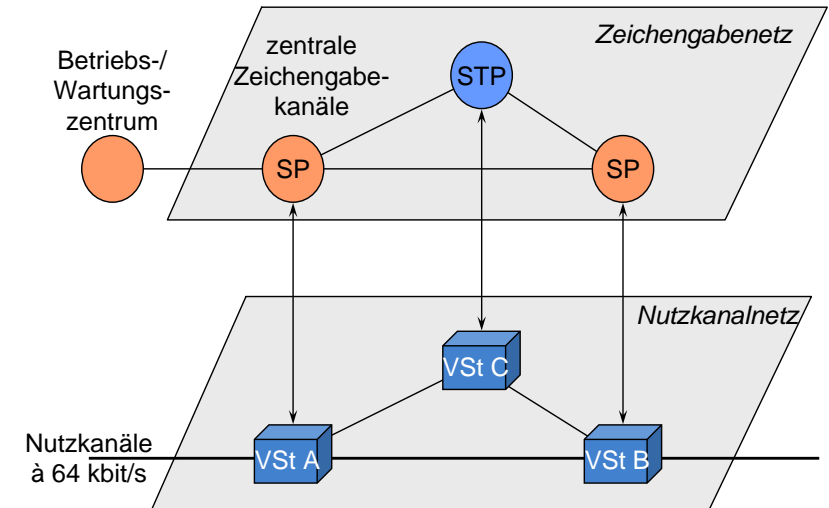 Zeichengabenetz
zentrale
Zeichengabe-
kanäle
Betriebs-/
Wartungs-
zentrum
STP
SP
SP
Nutzkanalnetz
VSt C
Nutzkanäle
à 64 kbit/s
VSt A
VSt B